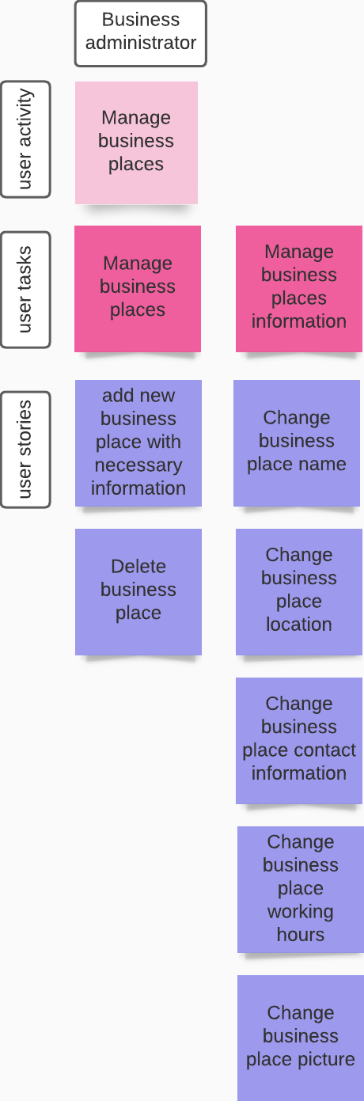 Business
administrator
user activity
Manage
business
places
user tasks
Manage
business
places
Manage
business
places
information
user stories
add new
business
place with
necessary
information
Change
business
place name
Delete
business
place
Change
business
place
location
Change
business
place contact
information
Change
business
place
working
hours
Change
business
place picture